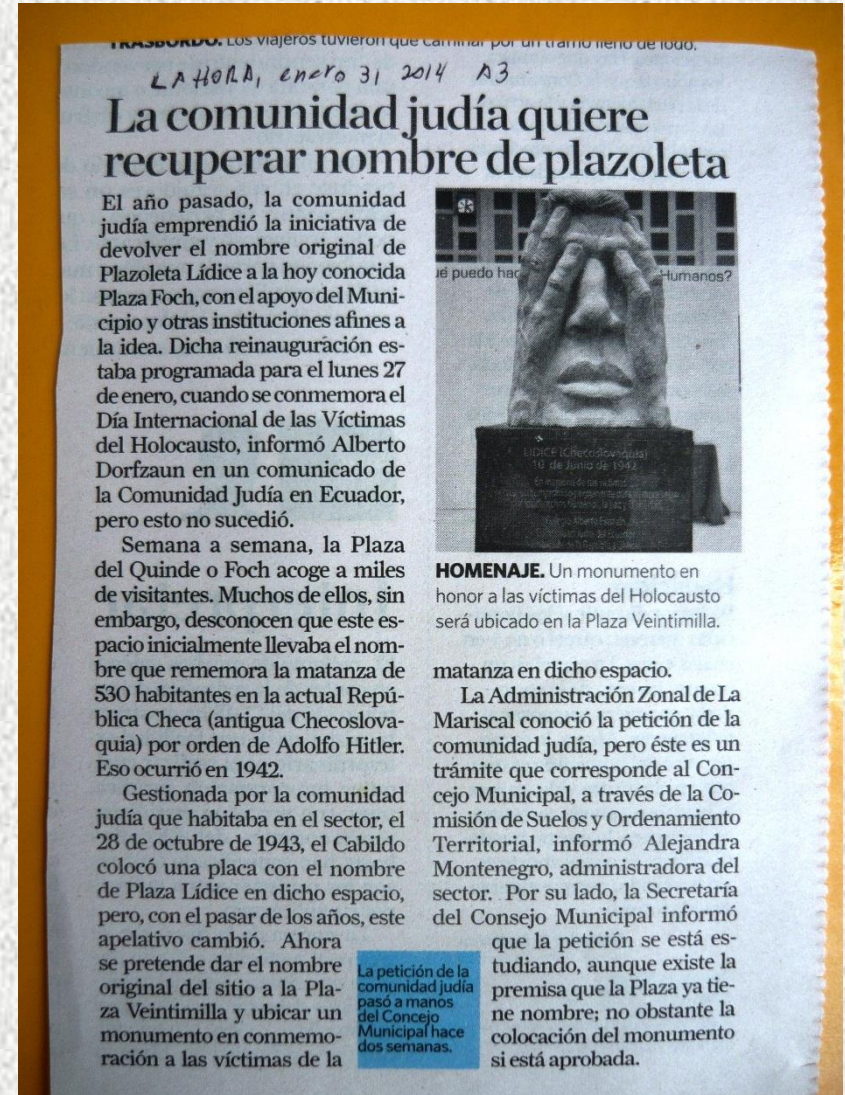 TRASBORDO. Los viajeros tuvieron que caminar por un tramo lleno de lodo.
LA HORA, enero 31 2014 A3
La comunidad judía quiere
recuperar nombre de plazoleta
El año pasado, la comunidad
judía emprendió la iniciativa de
devolver el nombre original de
Plazoleta Lídice a la hoy conocida
Plaza Foch, con el apoyo del Muni-
cipio y otras instituciones afines a
la idea. Dicha reinauguración es-
taba programada para el lunes 27
de enero, cuando se conmemora el
Día Internacional de las Víctimas
del Holocausto, informó Alberto
Dorfzaun en un comunicado de
la Comunidad Judía en Ecuador,
pero esto no sucedió.
Semana a semana, la Plaza
del Quinde o Foch acoge a miles
de visitantes. Muchos de ellos, sin
embargo, desconocen que este es-
pacio inicialmente llevaba el nom-
bre que rememora la matanza de
530 habitantes en la actual Repú-
blica Checa (antigua Checoslova-
quia) por orden de Adolfo Hitler.
Eso ocurrió en 1942.
Gestionada por la comunidad
judía que habitaba en el sector, el
28 de octubre de 1943, el Cabildo
colocó una placa con el nombre
de Plaza Lídice en dicho espacio,
pero, con el pasar de los años, este
apelativo cambió. Ahora
se pretende dar el nombre
original del sitio a la Pla-
za Veintimilla y ubicar un
monumento en conmemo-
ración a las víctimas de la
La petición de la
comunidad judía
pasó a manos
del Concejo
Municipal hace
dos semanas.
ué puedo hac
Humanos?
LIDICE (Checoslovaquia)
10 de Junio de 1942
HOMENAJE. Un monumento en
honor a las víctimas del Holocausto
será ubicado en la Plaza Veintimilla.
matanza en dicho espacio.
La Administración Zonal de La
Mariscal conoció la petición de la
comunidad judía, pero éste es un
trámite que corresponde al Con-
cejo Municipal, a través de la Co-
misión de Suelos y Ordenamiento
Territorial, informó Alejandra
Montenegro, administradora del
sector. Por su lado, la Secretaría
del Consejo Municipal informó
que la petición se está es-
tudiando, aunque existe la
premisa que la Plaza ya tie-
ne nombre; no obstante la
colocación del monumento
si está aprobada.